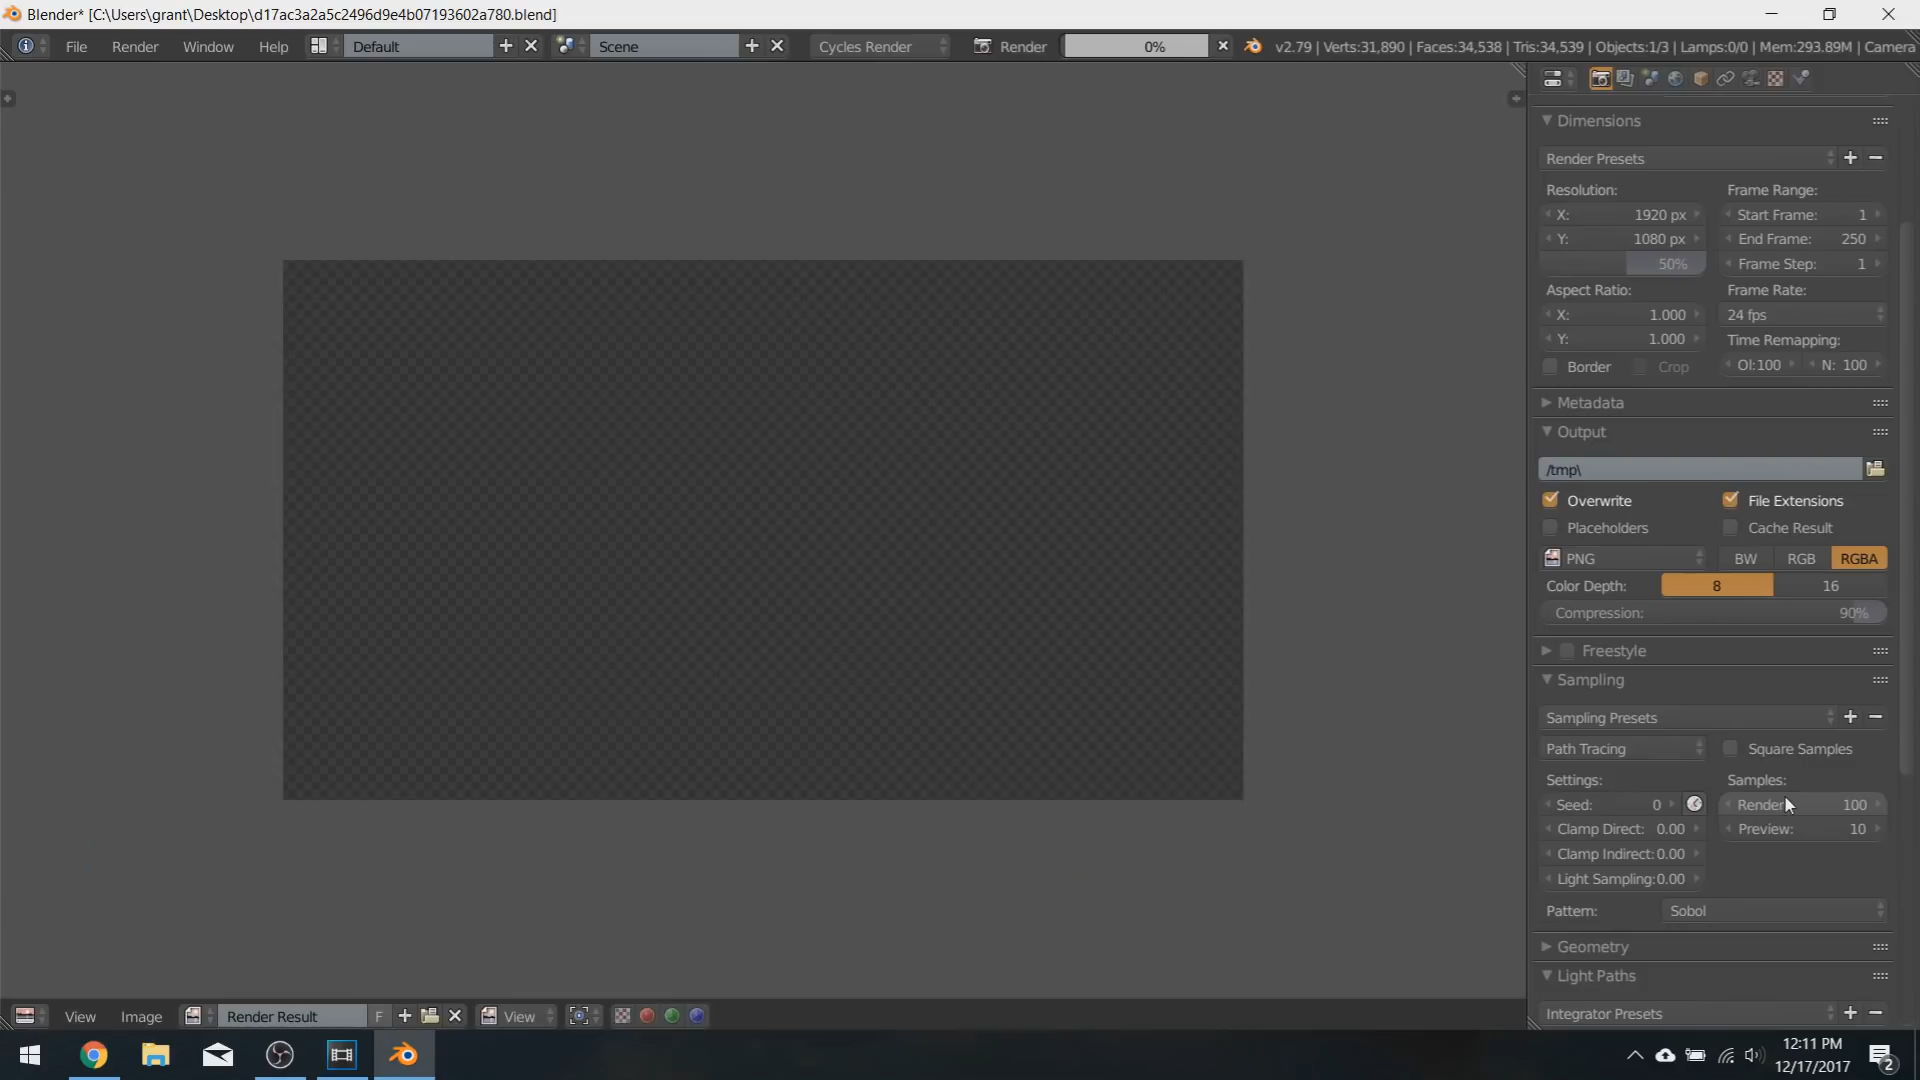 Blender* [C:\Users\grant\Desktop\d17ac3a2a5c2496d9e4b07193602a780.blend]
File Render Window Help Default Scene Cycles Render Render 0% v2.79 | Verts:31,890 | Faces:34,538 | Tris:34,539 | Objects:1/3 | Lamps:0/0 | Mem:293.89M | Camera
Dimensions
Render Presets
Resolution: Frame Range:
X: 1920 px Start Frame: 1
Y: 1080 px End Frame: 250
50% Frame Step: 1
Aspect Ratio: Frame Rate:
X: 1.000 24 fps
Y: 1.000 Time Remapping:
Border Crop Ol:100 N: 100
Metadata
Output
/tmp\
Overwrite File Extensions
Placeholders Cache Result
PNG BW RGB RGBA
Color Depth: 8 16
Compression: 90%
Freestyle
Sampling
Sampling Presets
Path Tracing Square Samples
Settings: Samples:
Seed: 0 Render 100
Clamp Direct: 0.00 Preview: 10
Clamp Indirect: 0.00
Light Sampling: 0.00
Pattern: Sobol
Geometry
Light Paths
Integrator Presets
View Image Render Result F View
12:11 PM
12/17/2017
2